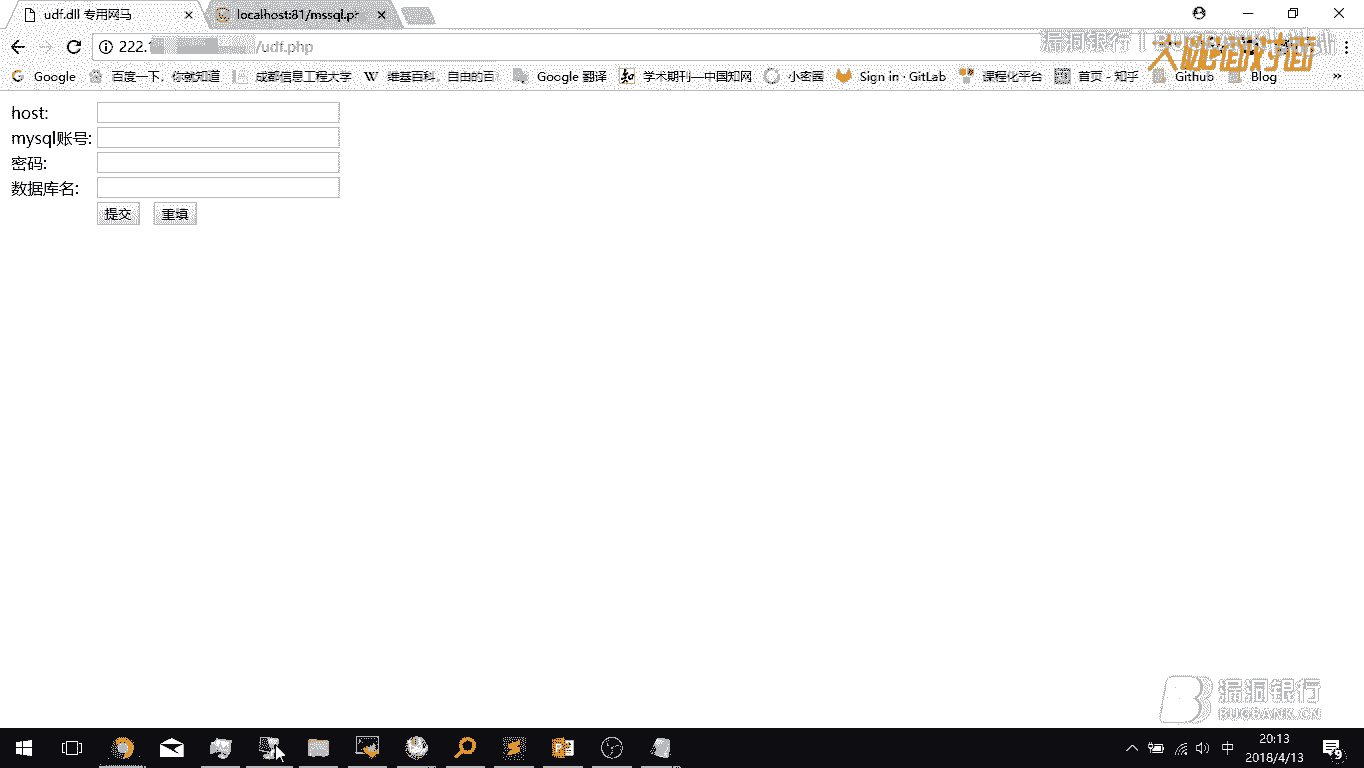 udf.dll 专用网马
localhost:81/mssql.p
222.1
/udf.php
漏洞银行
大咖面对面
Google
百度一下，你就知道
成都信息工程大学
W
维基百科，自由的百
Google 翻译
学术期刊—中国知网
小密圈
Sign in · GitLab
课程化平台
首页 - 知乎
Github
Blog
»
host:
mysql账号:
密码:
数据库名:
提交
重填
漏洞银行
BUGBANK.CN
中
20:13
2018/4/13
9